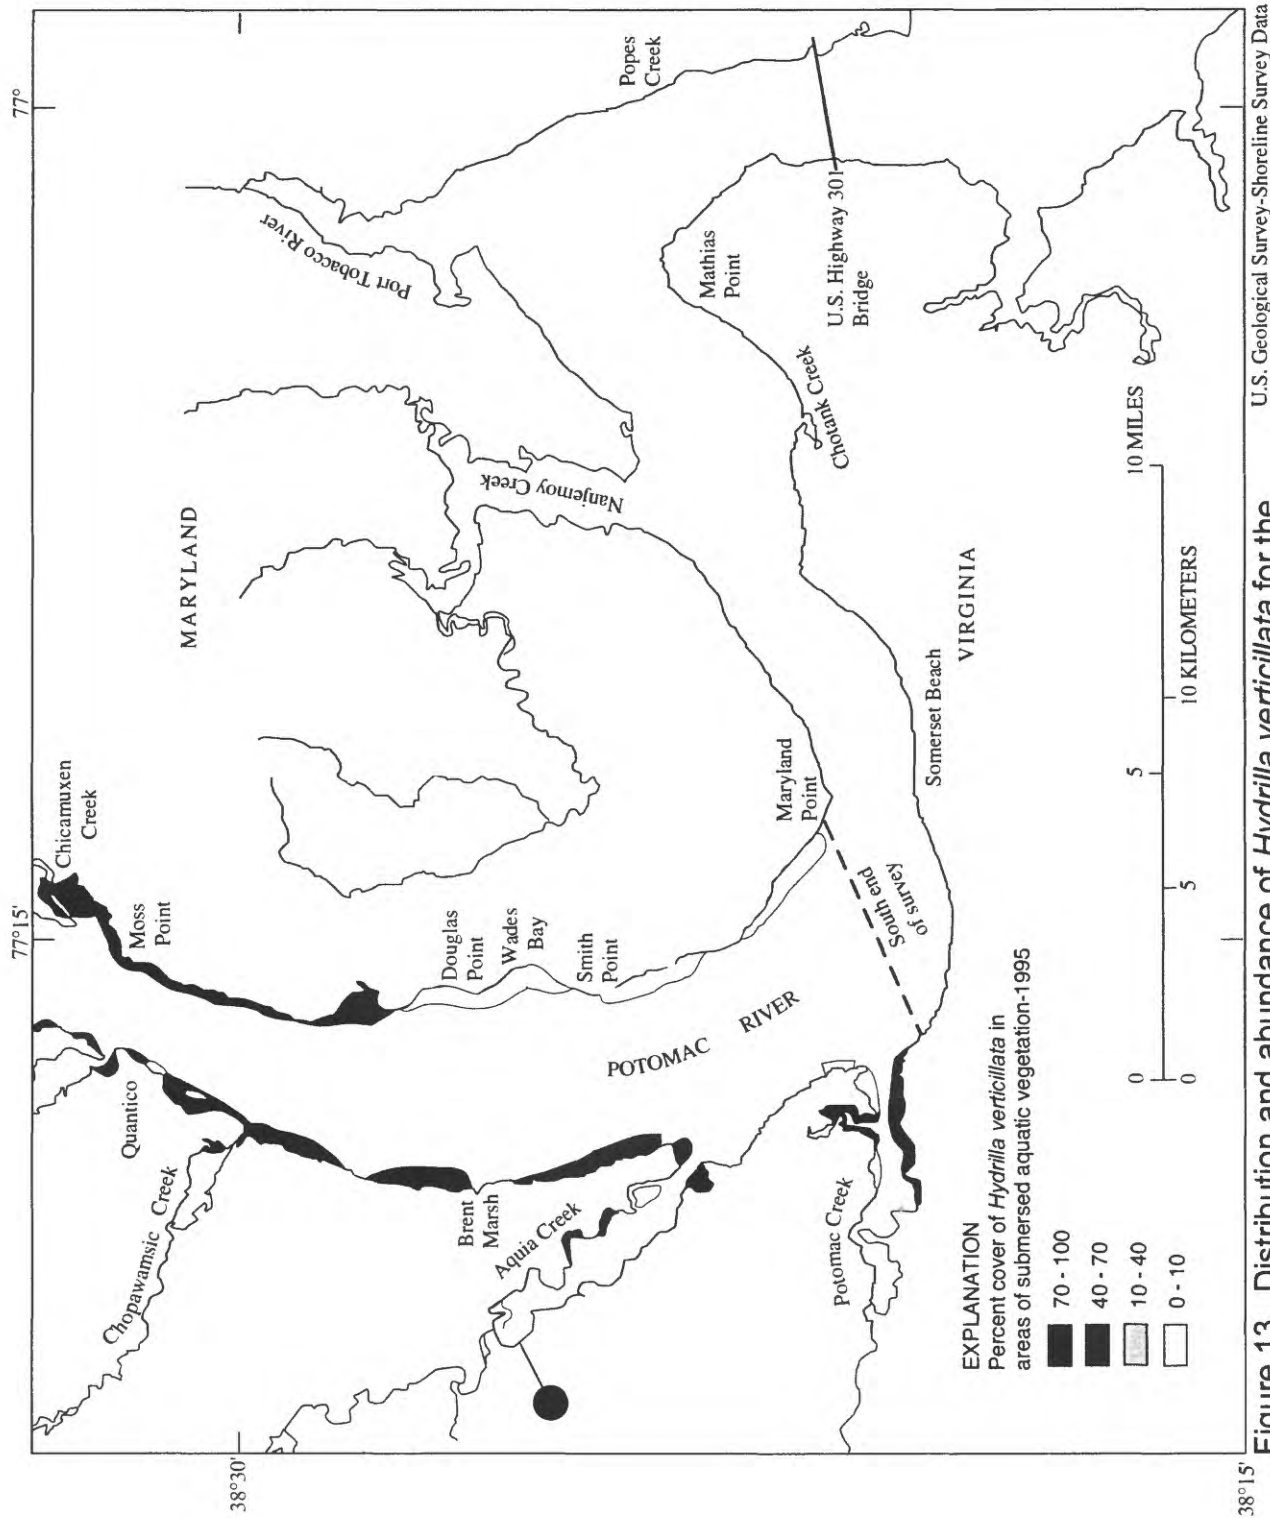 77°15'
77°
38°30'
38°15'
Chicamuxen
Creek
Moss
Point
MARYLAND
Port Tobacco River
Popes
Creek
Quantico
Chopawamsic Creek
Douglas
Point
Wades
Bay
Smith
Point
Nanjemoy Creek
Brent
Marsh
Aquia Creek
POTOMAC RIVER
Maryland
Point
Mathias
Point
Chotank Creek
U.S. Highway 301
Bridge
Potomac Creek
South end
of survey
Somerset Beach
VIRGINIA
EXPLANATION
Percent cover of Hydrilla verticillata in
areas of submersed aquatic vegetation-1995
70 - 100
40 - 70
10 - 40
0 - 10
0 5 10 MILES
0 5 10 KILOMETERS
U.S. Geological Survey-Shoreline Survey Data
Figure 13. Distribution and abundance of Hydrilla verticillata for the